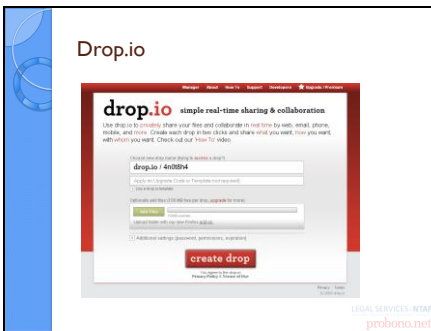 Drop.io
Manager About How To Support Developers Upgrade / Premium
drop.io simple real-time sharing & collaboration
Use drop.io to privately share your files and collaborate in real time by web, email, phone,
mobile, and more. Create each drop in two clicks and share what you want, how you want,
with whom you want. Check out our 'How To' video.
drop.io / 4n0t8h4
Additional settings (password, permissions, expiration)
create drop
Privacy Policy & Terms of Use
LEGAL SERVICES
probono.net